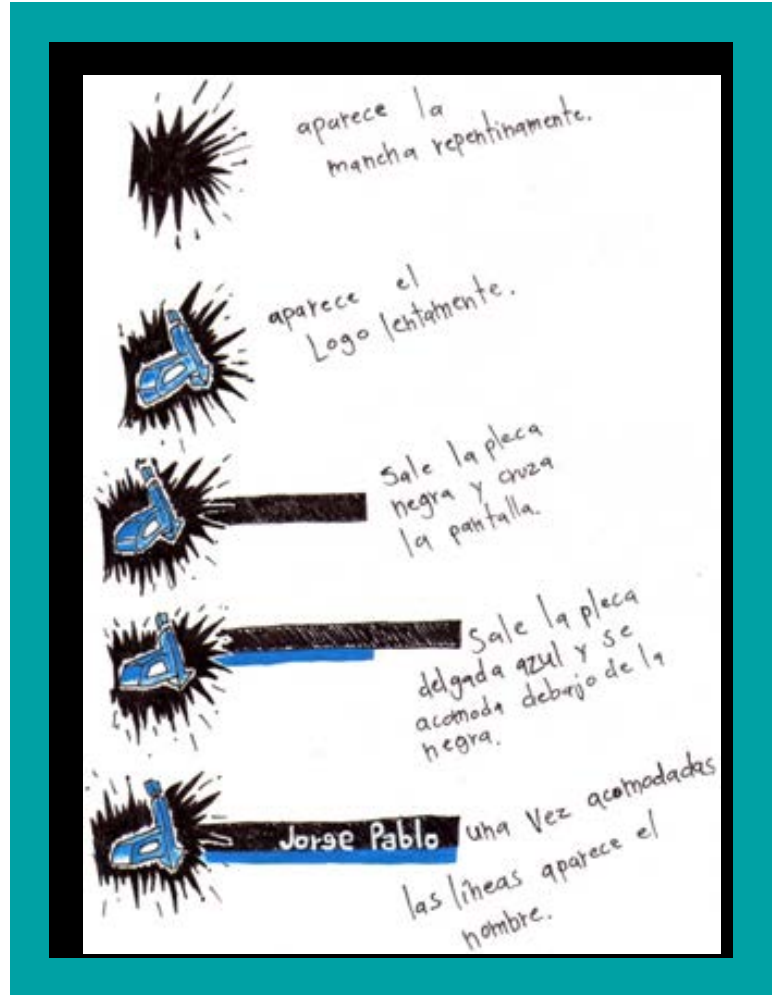 aparece la
mancha repentinamente.
aparece el
Logo lentamente.
Sale la pleca
negra y cruza
la pantalla.
Sale la pleca
delgada azul y se
acomoda debajo de la
negra.
Jorge Pablo
una vez acomodadas
las líneas aparece el
nombre.